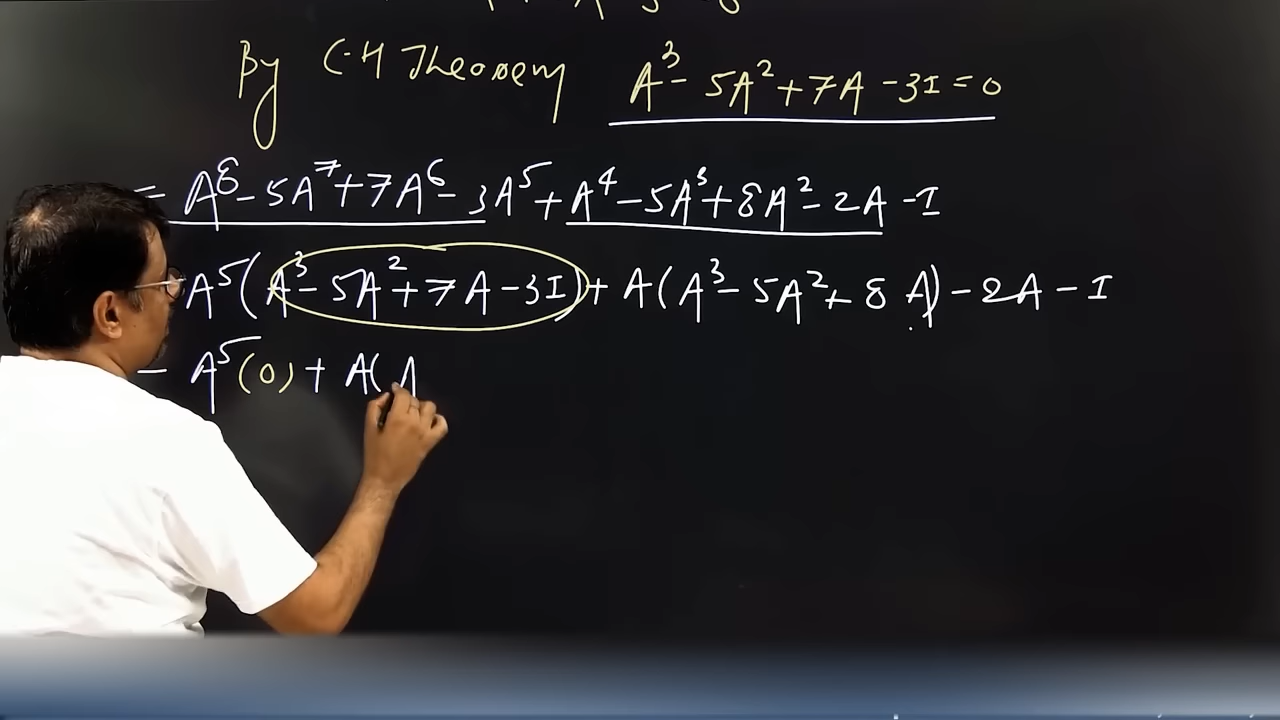 By C-H Theorem A³ - 5A² + 7A - 3I = 0
= A⁸ - 5A⁷ + 7A⁶ - 3A⁵ + A⁴ - 5A³ + 8A² - 2A - I
A⁵(A³ - 5A² + 7A - 3I) + A(A³ - 5A² + 8A) - 2A - I
- A⁵(0) + A(A